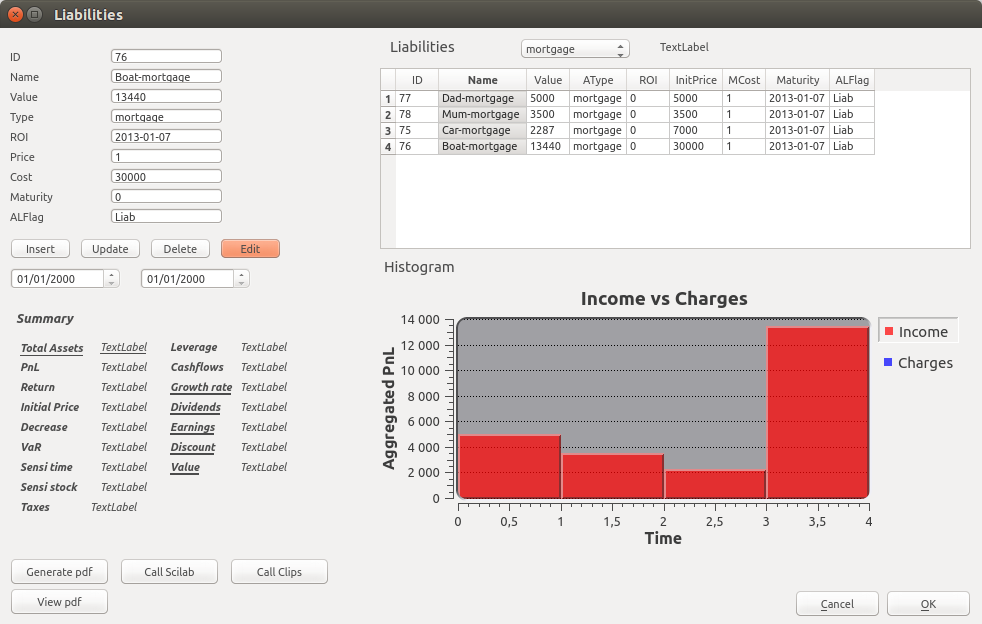 Liabilities
ID 76
Name Boat-mortgage
Value 13440
Type mortgage
ROI 2013-01-07
Price 1
Cost 30000
Maturity 0
ALFlag Liab
Insert Update Delete Edit
01/01/2000 01/01/2000
Summary
Total Assets TextLabel Leverage TextLabel
PnL TextLabel Cashflows TextLabel
Return TextLabel Growth rate TextLabel
Initial Price TextLabel Dividends TextLabel
Decrease TextLabel Earnings TextLabel
VaR TextLabel Discount TextLabel
Sensi time TextLabel Value TextLabel
Sensi stock TextLabel
Taxes TextLabel
Generate pdf Call Scilab Call Clips
View pdf
Liabilities mortgage TextLabel
ID Name Value AType ROI InitPrice MCost Maturity ALFlag
1 77 Dad-mortgage 5000 mortgage 0 5000 1 2013-01-07 Liab
2 78 Mum-mortgage 3500 mortgage 0 3500 1 2013-01-07 Liab
3 75 Car-mortgage 2287 mortgage 0 7000 1 2013-01-07 Liab
4 76 Boat-mortgage 13440 mortgage 0 30000 1 2013-01-07 Liab
Histogram
Income vs Charges
Aggregated PnL
14 000
12 000
10 000
8 000
6 000
4 000
2 000
0
0 0,5 1 1,5 2 2,5 3 3,5 4
Time
Income
Charges
Cancel OK